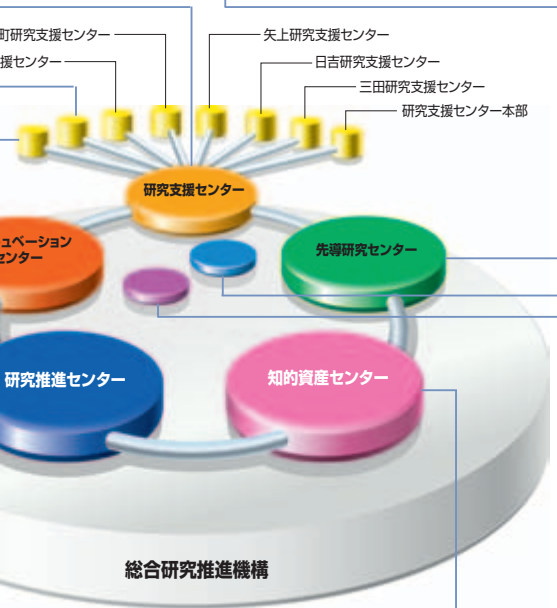 町研究支援センター
矢上研究支援センター
援センター
日吉研究支援センター
三田研究支援センター
研究支援センター本部
研究支援センター
ュベーション
センター
先導研究センター
研究推進センター
知的資産センター
総合研究推進機構